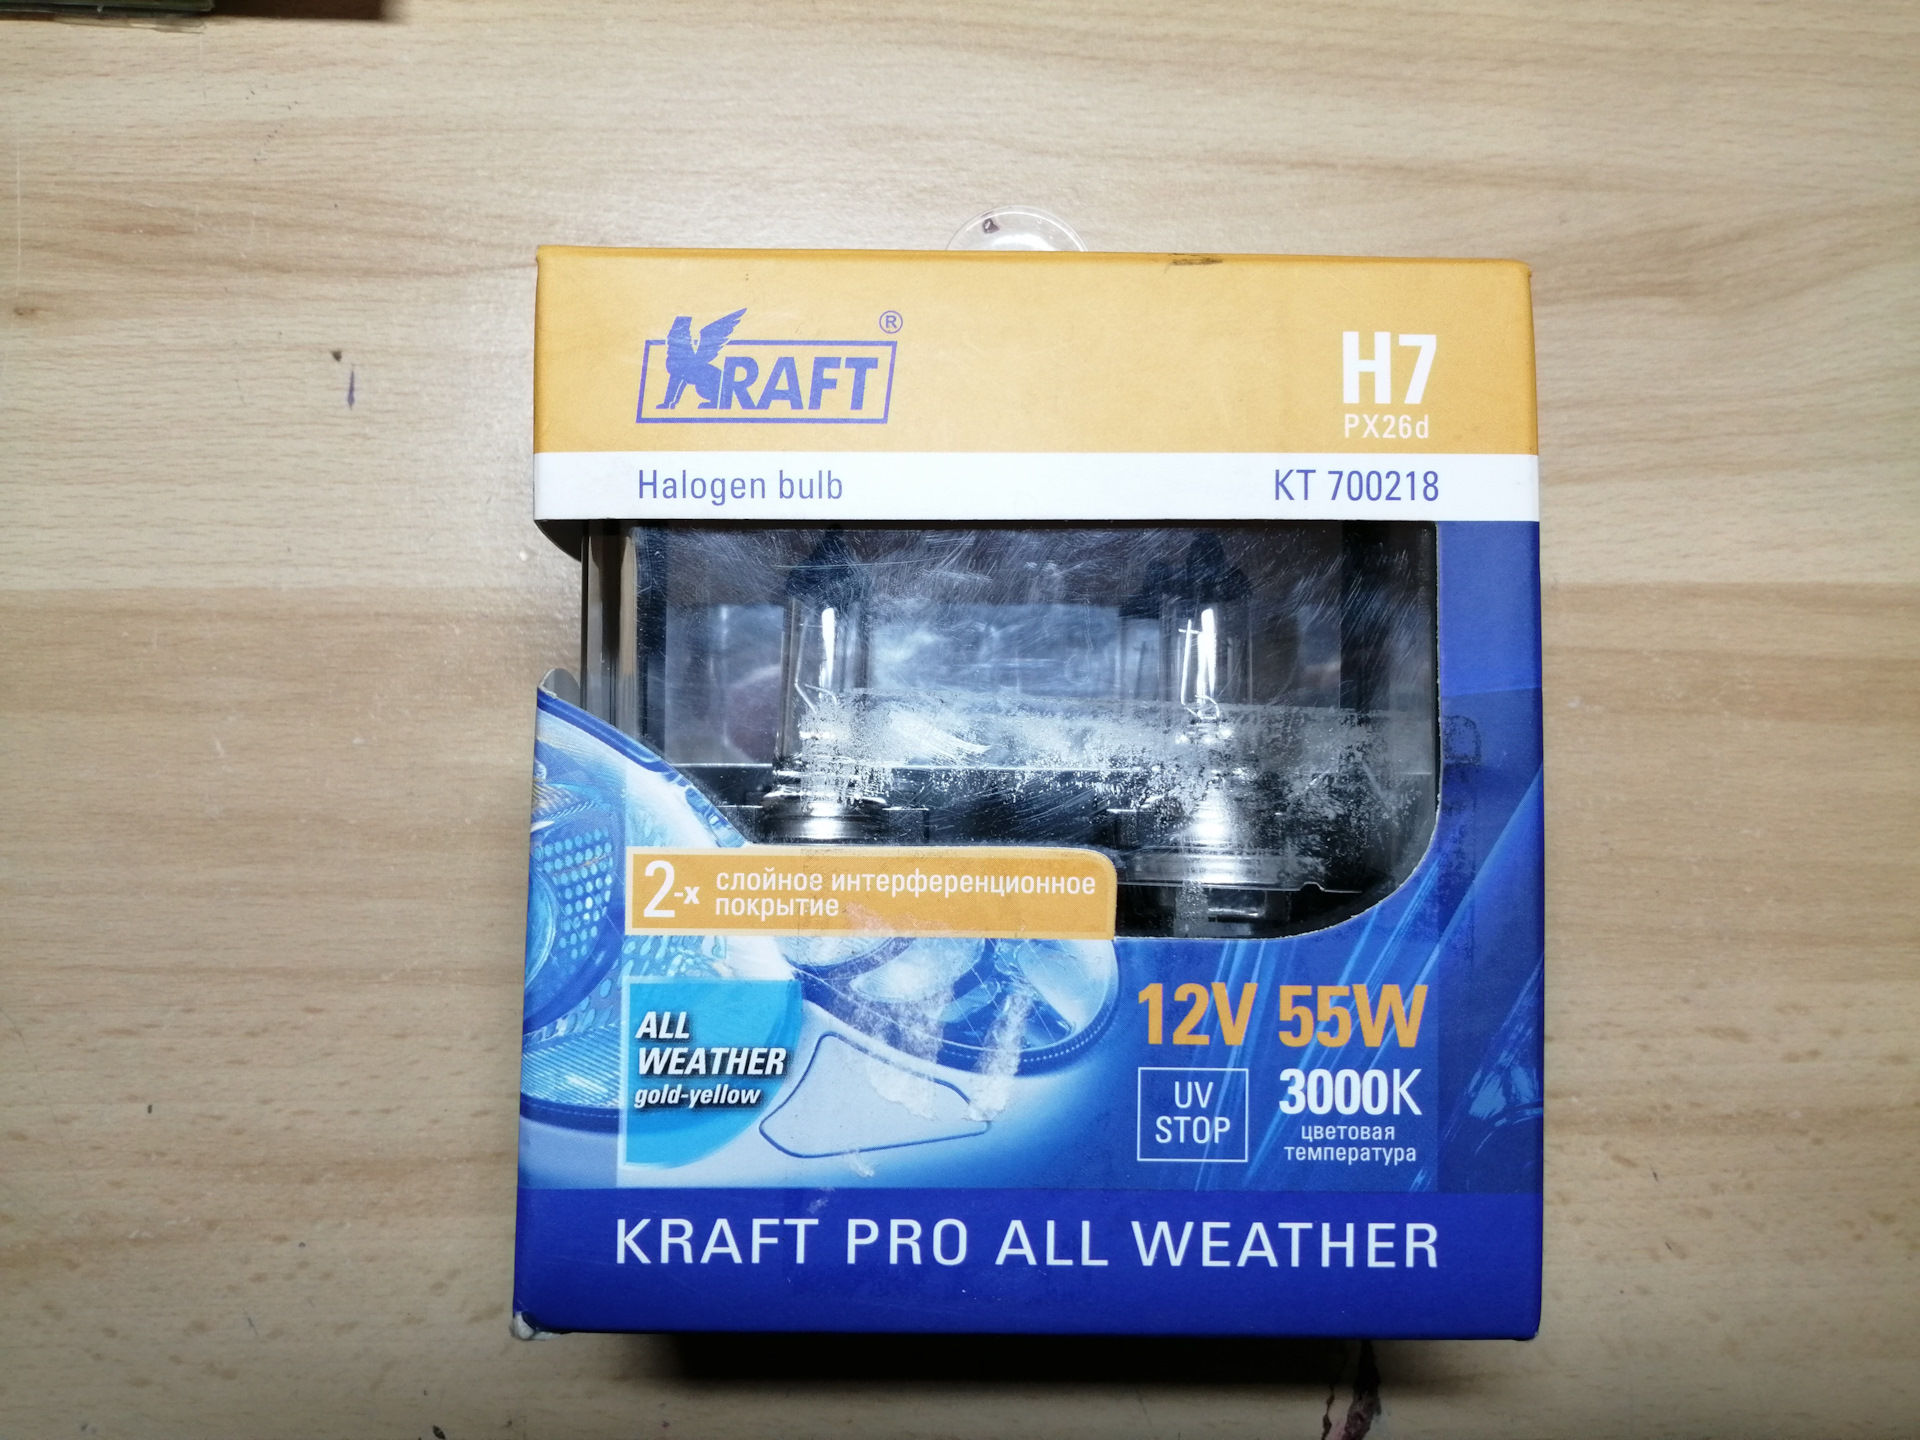 KRAFT ®
H7
PX26d
Halogen bulb
KT 700218
2-х слойное интерференционное
покрытие
ALL
WEATHER
gold-yellow
12V 55W
UV
STOP
3000K
цветовая
температура
KRAFT PRO ALL WEATHER